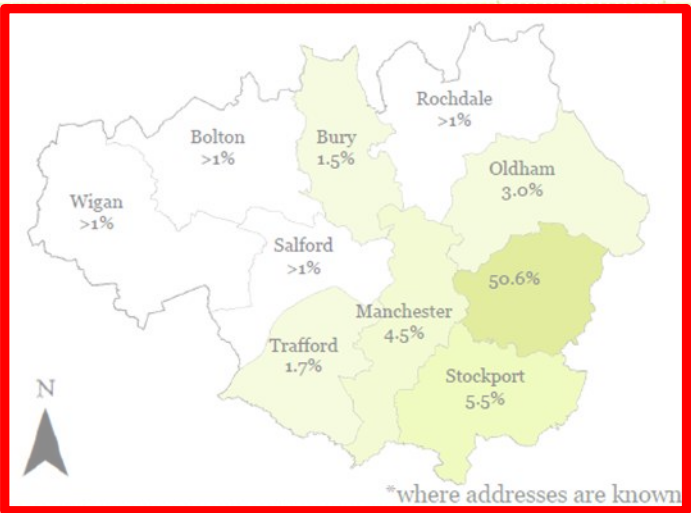 Rochdale
>1%
Bolton
>1%
Bury
1.5%
Oldham
3.0%
Wigan
>1%
Salford
>1%
50.6%
Manchester
4.5%
Trafford
1.7%
Stockport
5.5%
N
*where addresses are known